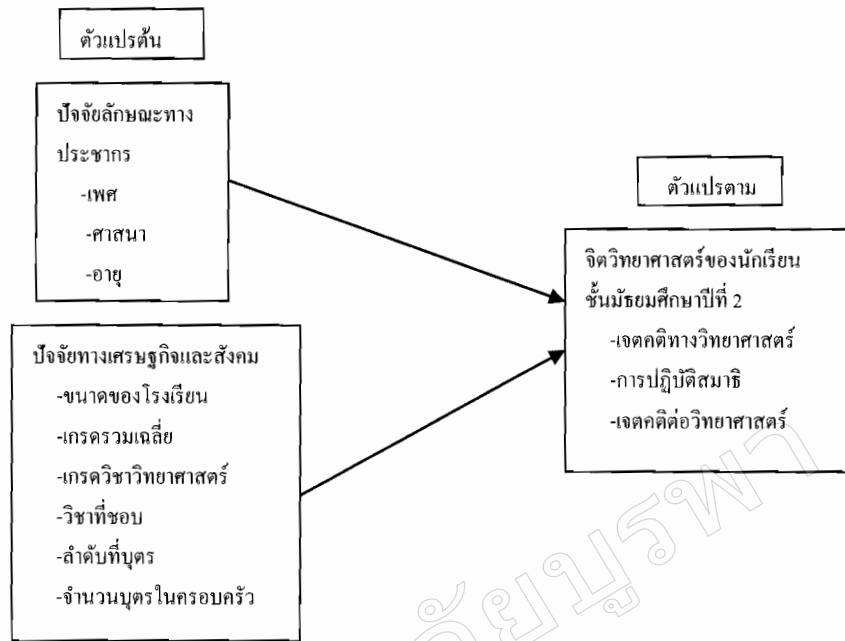 ตัวแปรต้น
ปัจจัยลักษณะทาง
ประชากร
-เพศ
-ศาสนา
-อายุ
ปัจจัยทางเศรษฐกิจและสังคม
-ขนาดของโรงเรียน
-เกรดรวมเฉลี่ย
-เกรดวิชาวิทยาศาสตร์
-วิชาที่ชอบ
-ลำดับที่บุตร
-จำนวนบุตรในครอบครัว
ตัวแปรตาม
จิตวิทยาศาสตร์ของนักเรียน
ชั้นมัธยมศึกษาปีที่ 2
-เจตคติทางวิทยาศาสตร์
-การปฏิบัติสมาธิ
-เจตคติต่อวิทยาศาสตร์
ัยบูรพา